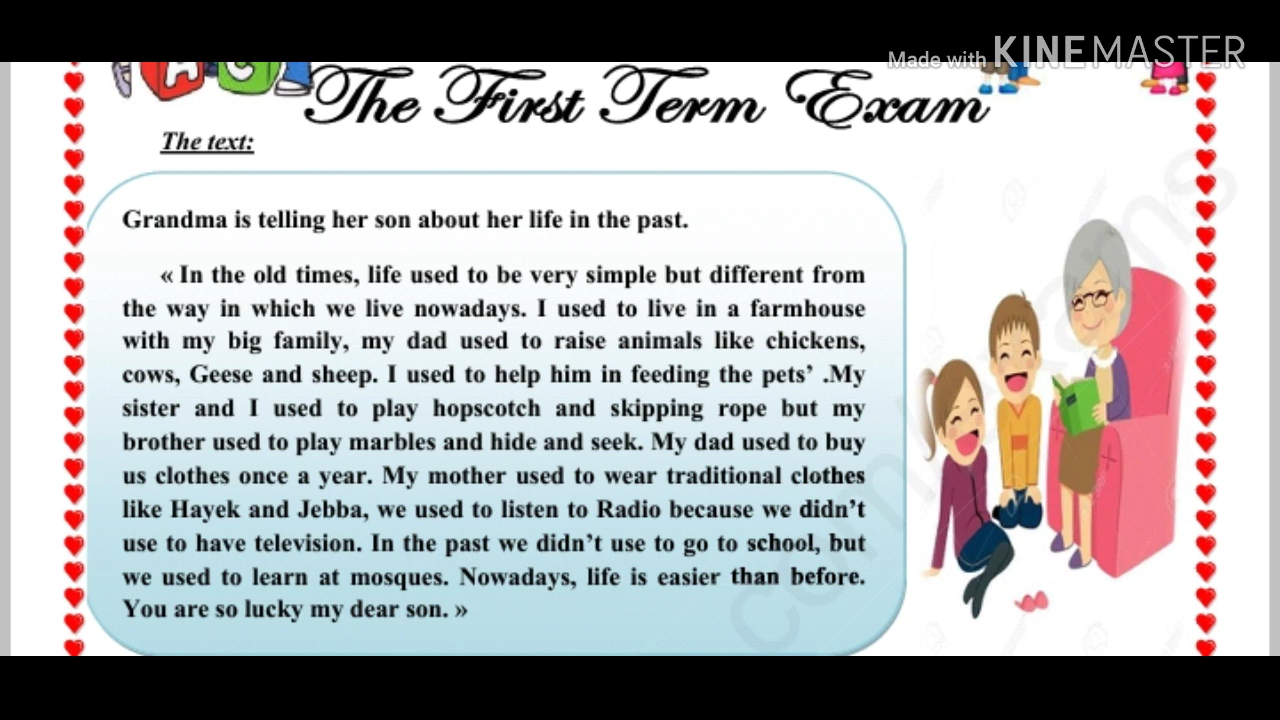 Made with KINEMASTER
The First Term Exam
The text:
Grandma is telling her son about her life in the past.
« In the old times, life used to be very simple but different from
the way in which we live nowadays. I used to live in a farmhouse
with my big family, my dad used to raise animals like chickens,
cows, Geese and sheep. I used to help him in feeding the pets’ .My
sister and I used to play hopscotch and skipping rope but my
brother used to play marbles and hide and seek. My dad used to buy
us clothes once a year. My mother used to wear traditional clothes
like Hayek and Jebba, we used to listen to Radio because we didn’t
use to have television. In the past we didn’t use to go to school, but
we used to learn at mosques. Nowadays, life is easier than before.
You are so lucky my dear son. »